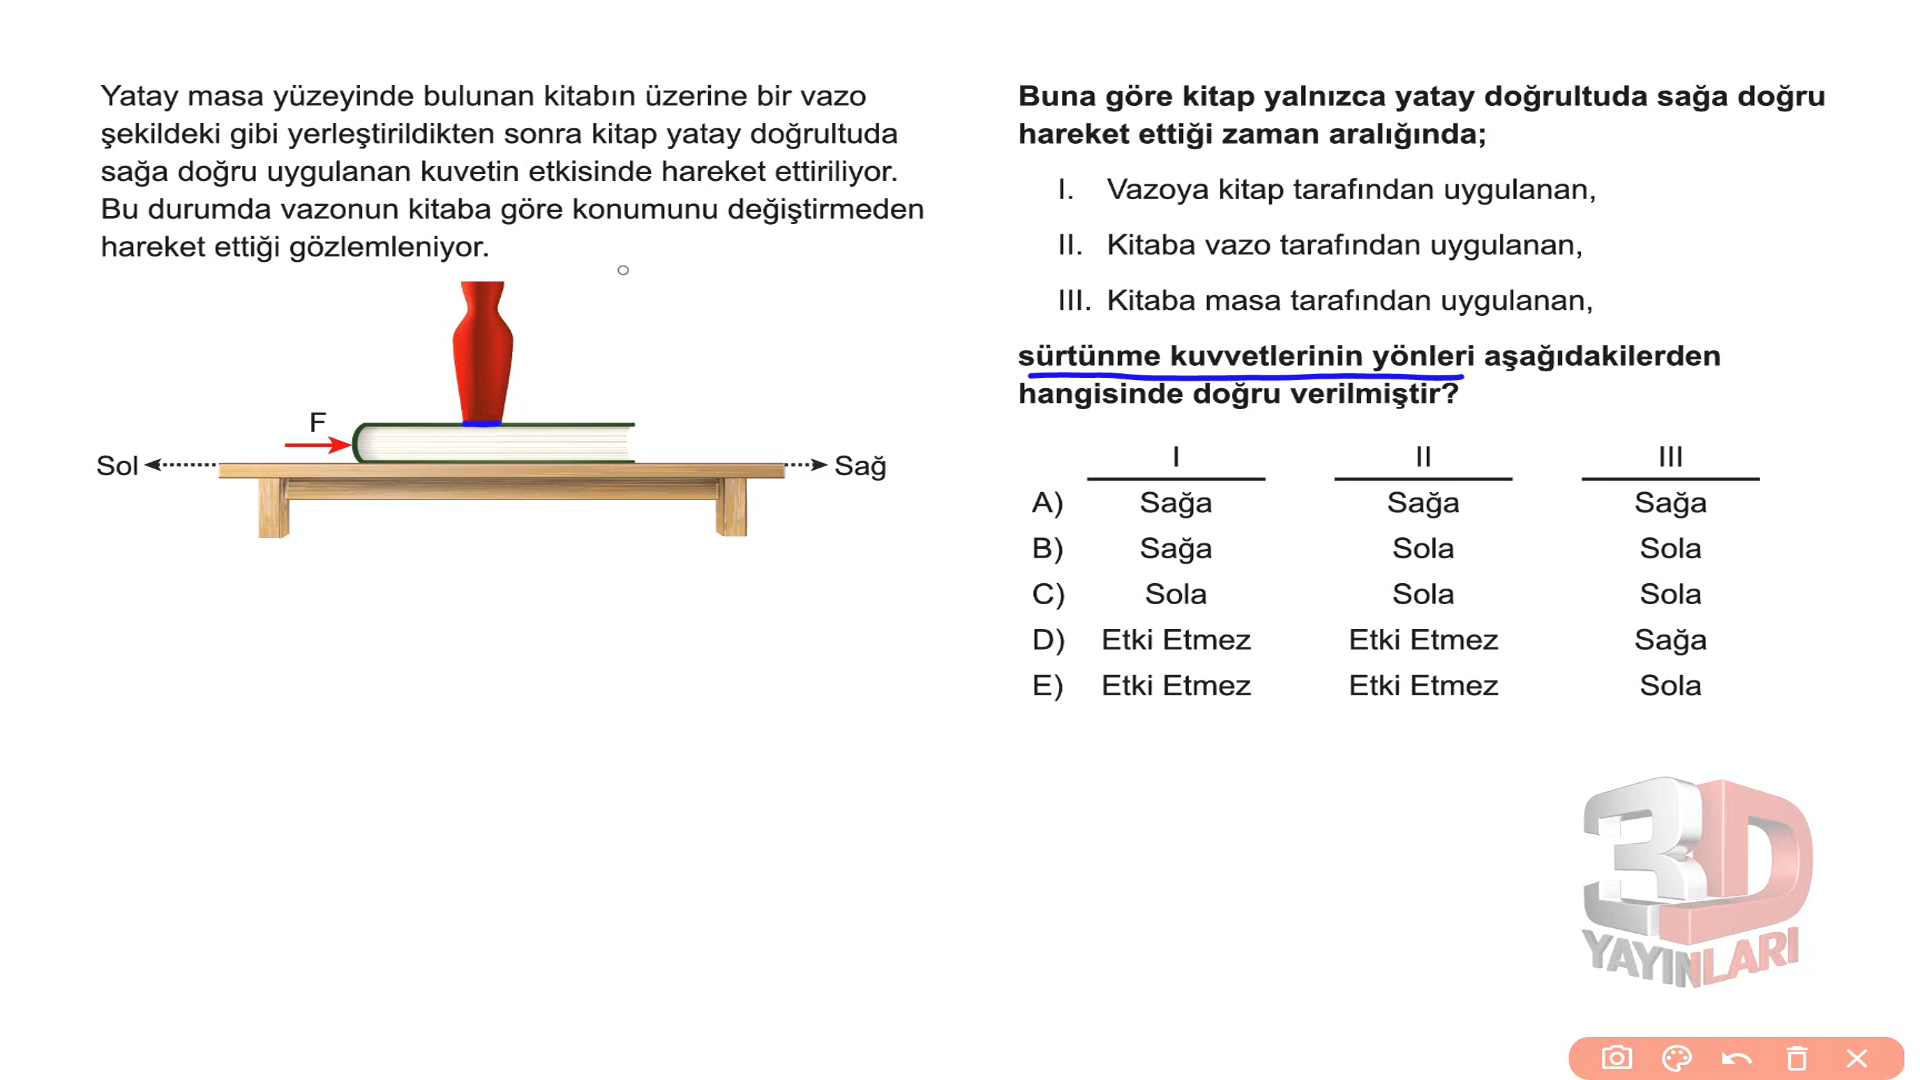 Yatay masa yüzeyinde bulunan kitabın üzerine bir vazo
şekildeki gibi yerleştirildikten sonra kitap yatay doğrultuda
sağa doğru uygulanan kuvetin etkisinde hareket ettiriliyor.
Bu durumda vazonun kitaba göre konumunu değiştirmeden
hareket ettiği gözlemleniyor.
F
Sol
Sağ
Buna göre kitap yalnızca yatay doğrultuda sağa doğru
hareket ettiği zaman aralığında;
I. Vazoya kitap tarafından uygulanan,
II. Kitaba vazo tarafından uygulanan,
III. Kitaba masa tarafından uygulanan,
sürtünme kuvvetlerinin yönleri aşağıdakilerden
hangisinde doğru verilmiştir?
I II III
A) Sağa Sağa Sağa
B) Sağa Sola Sola
C) Sola Sola Sola
D) Etki Etmez Etki Etmez Sağa
E) Etki Etmez Etki Etmez Sola
3D
YAYINLARI